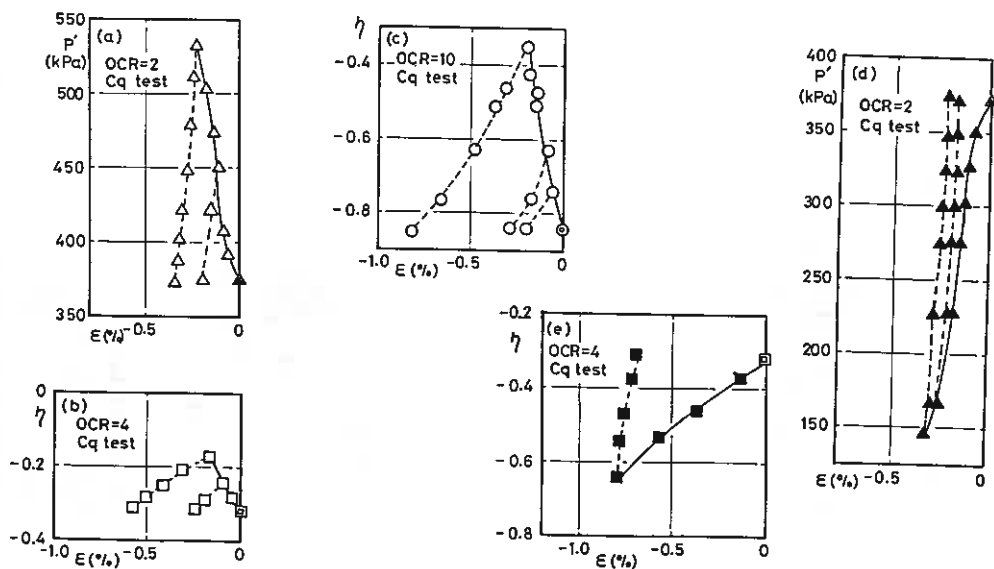 550
P'
(kPa)
500
450
400
350
(a)
OCR=2
Cq test
ε(%)
-0.5
0
0
η
-0.2
-0.4
(b)
OCR=4
Cq test
-1.0
ε(%)
-0.5
0
η
-0.4
-0.6
-0.8
(c)
OCR=10
Cq test
-1.0
ε(%)
-0.5
0
400
P'
(kPa)
350
300
250
200
150
(d)
OCR=2
Cq test
ε(%)
-0.5
0
-0.2
η
-0.4
-0.6
-0.8
(e)
OCR=4
Cq test
-1.0
ε(%)
-0.5
0